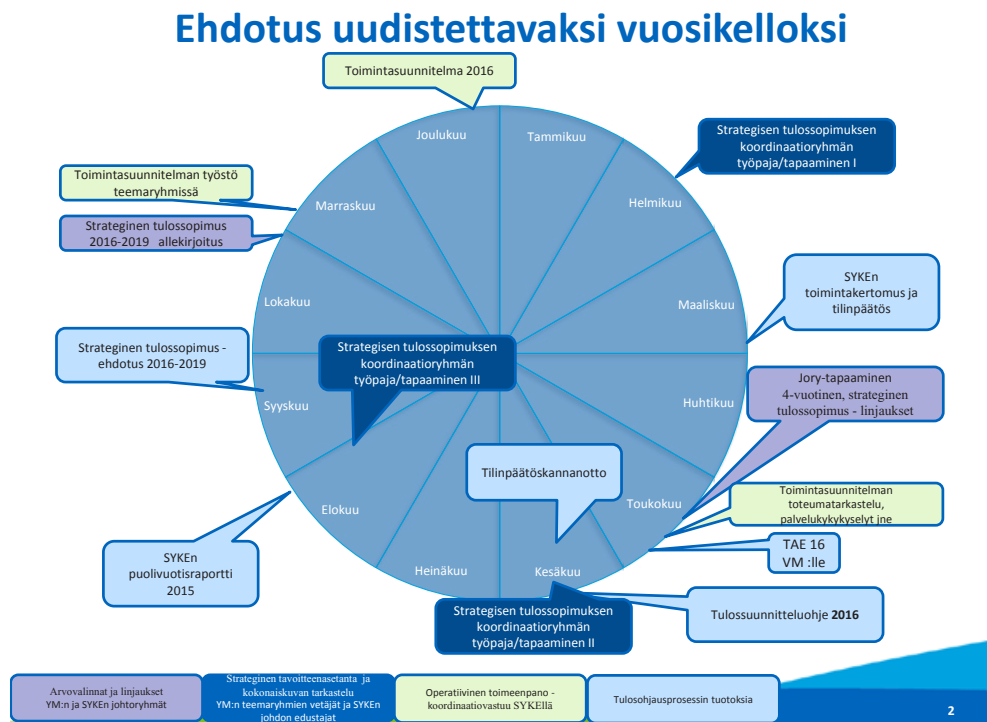 Ehdotus uudistettavaksi vuosikelloksi
Toimintasuunnitelma 2016
Joulukuu
Tammikuu
Strategisen tulossopimuksen
koordinaatioryhmän
työpaja/tapaaminen I
Toimintasuunnitelman työstö
teemaryhmissä
Marraskuu
Helmikuu
Strateginen tulossopimus
2016-2019 allekirjoitus
SYKEn
toimintakertomus ja
tilinpäätös
Lokakuu
Maaliskuu
Strateginen tulossopimus -
ehdotus 2016-2019
Strategisen tulossopimuksen
koordinaatioryhmän
työpaja/tapaaminen III
Jory-tapaaminen
4-vuotinen, strateginen
tulossopimus - linjaukset
Syyskuu
Huhtikuu
Tilinpäätöskannanotto
Toimintasuunnitelman
toteumatarkastelu,
palvelukykykyselyt jne
Elokuu
Toukokuu
TAE 16
VM :lle
SYKEn
puolivuotisraportti
2015
Heinäkuu
Kesäkuu
Strategisen tulossopimuksen
koordinaatioryhmän
työpaja/tapaaminen II
Tulossuunnitteluohje 2016
Arvovalinnat ja linjaukset
YM:n ja SYKEn johtoryhmät
Strateginen tavoitteenasetanta ja
kokonaiskuvan tarkastelu
YM:n teemaryhmien vetäjät ja SYKEn
johdon edustajat
Operatiivinen toimeenpano -
koordinaatiovastuu SYKEllä
Tulosohjausprosessin tuotoksia
2